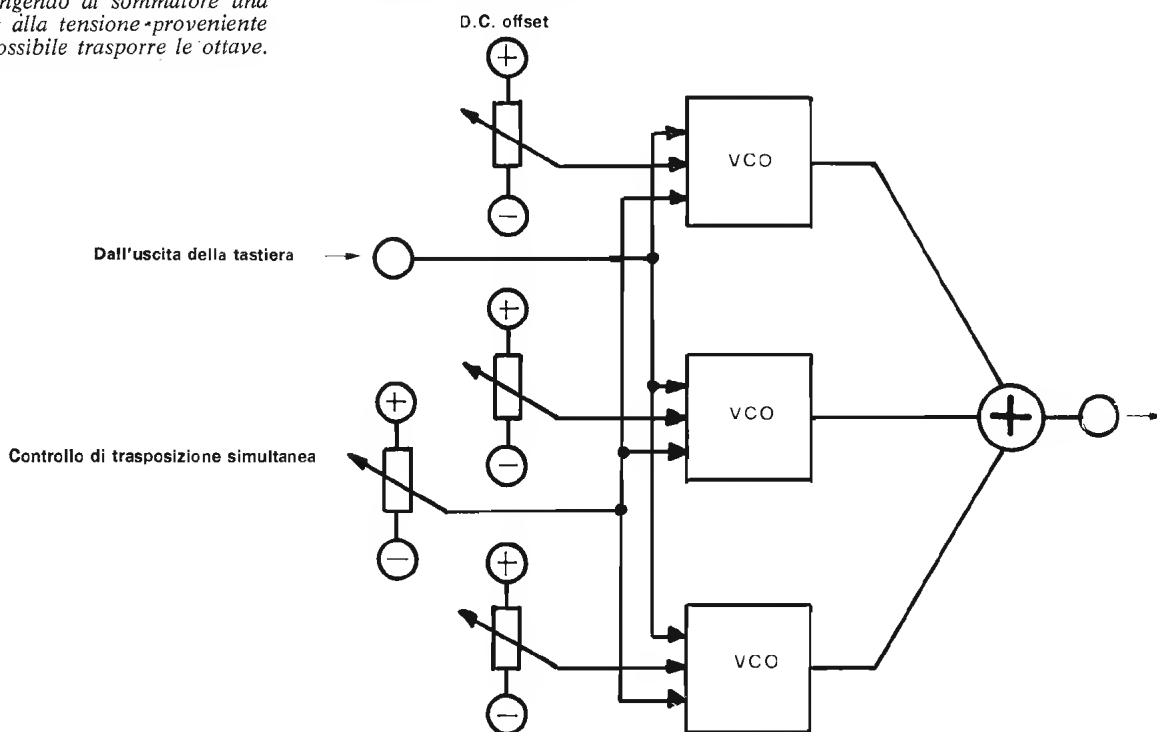 ngendo al sommatore una
alla tensione proveniente
ossibile trasporre le ottave.
D.C. offset
+
VCO
−
Dall'uscita della tastiera
+
VCO
+
+
−
Controllo di trasposizione simultanea
−
+
VCO
−